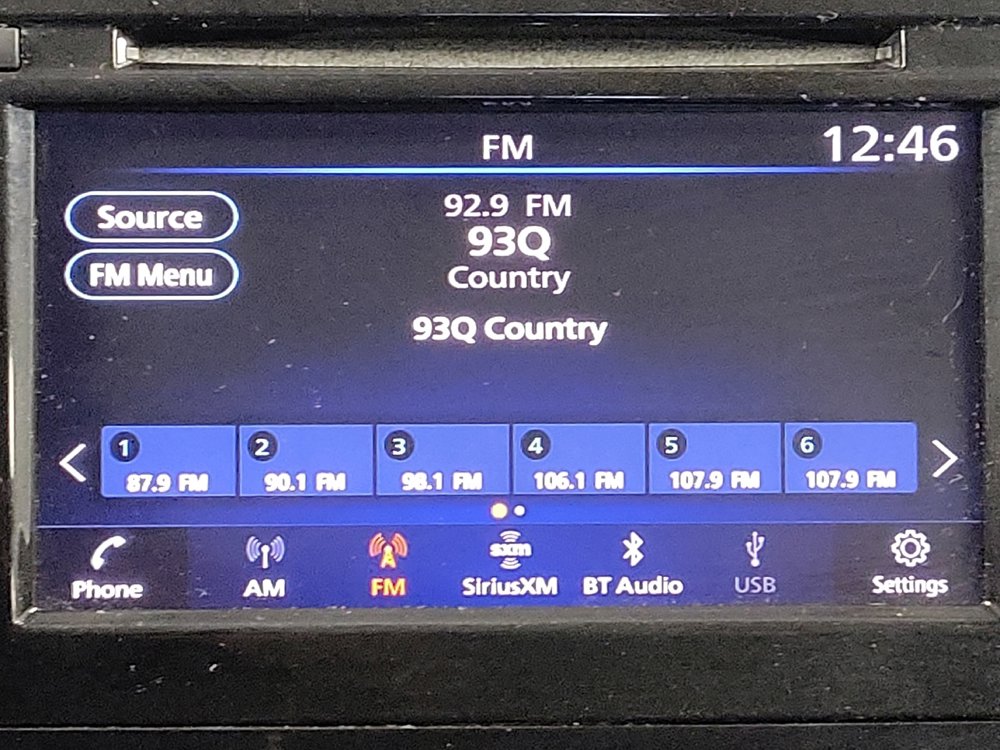 FM
12:46
Source
FM Menu
92.9 FM
93Q
Country
93Q Country
1
87.9 FM
2
90.1 FM
3
98.1 FM
4
106.1 FM
5
107.9 FM
6
107.9 FM
Phone
AM
FM
sxm
SiriusXM
BT Audio
USB
Settings